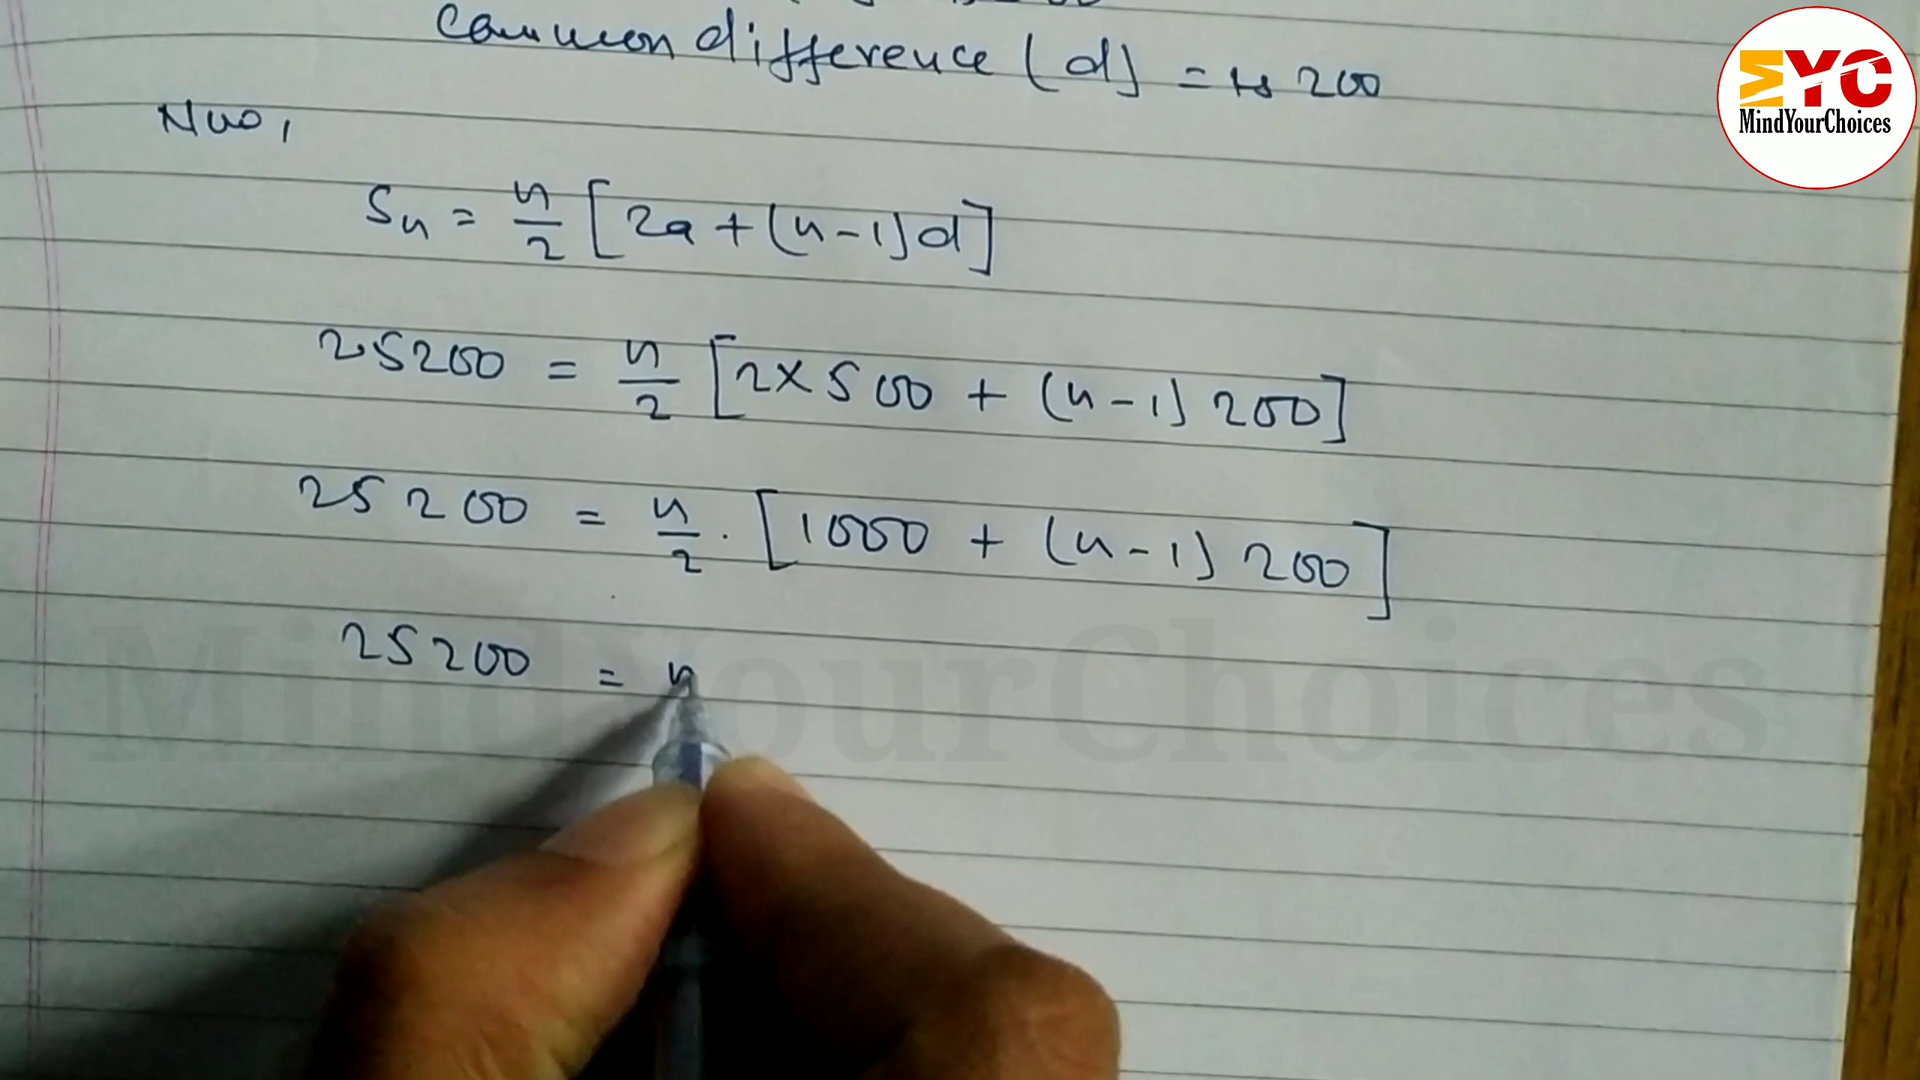 Common difference (d) = Rs 200
MYC
MindYourChoices
Now,
Sn = n/2 [2a + (n-1)d]
25200 = n/2 [2×500 + (n-1) 200]
25200 = n/2 . [1000 + (n-1) 200]
25200 = n
MindYourChoices